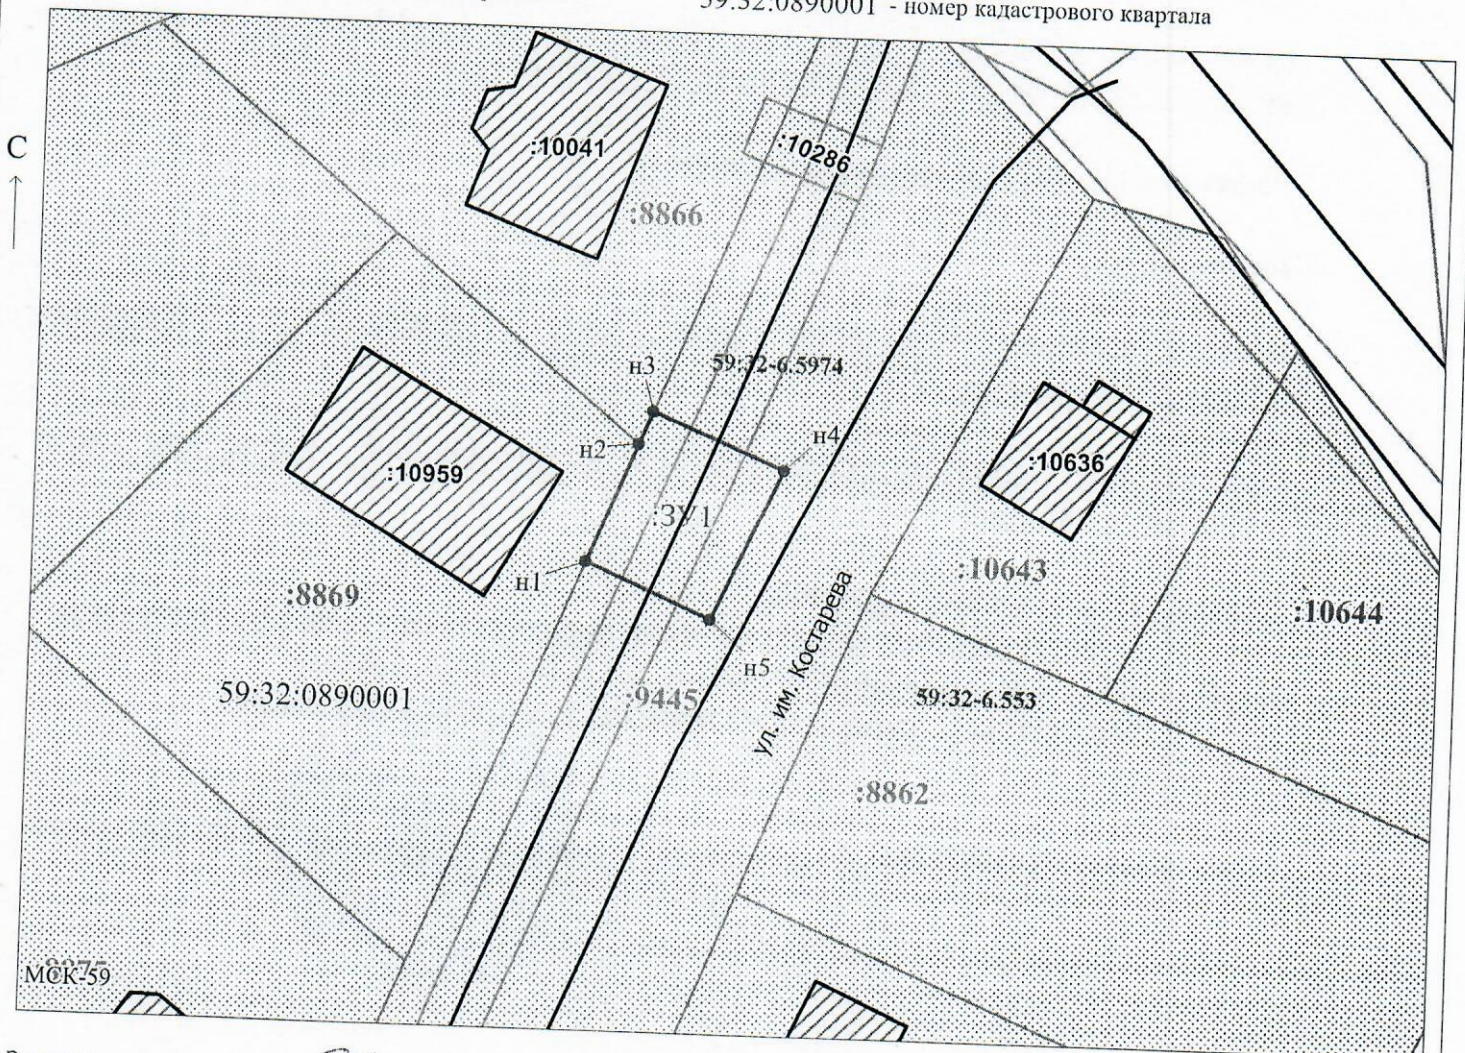 59:32:0890001 - номер кадастрового квартала
С
:10041
:10286
:8866
н3
59:32-6.5974
н2
н4
:10959
:10636
:ЗУ1
н1
:10643
:8869
:10644
н5
ул. им. Костарева
59:32:0890001
:9445
59:32-6.553
:8862
:8875
МСК-59